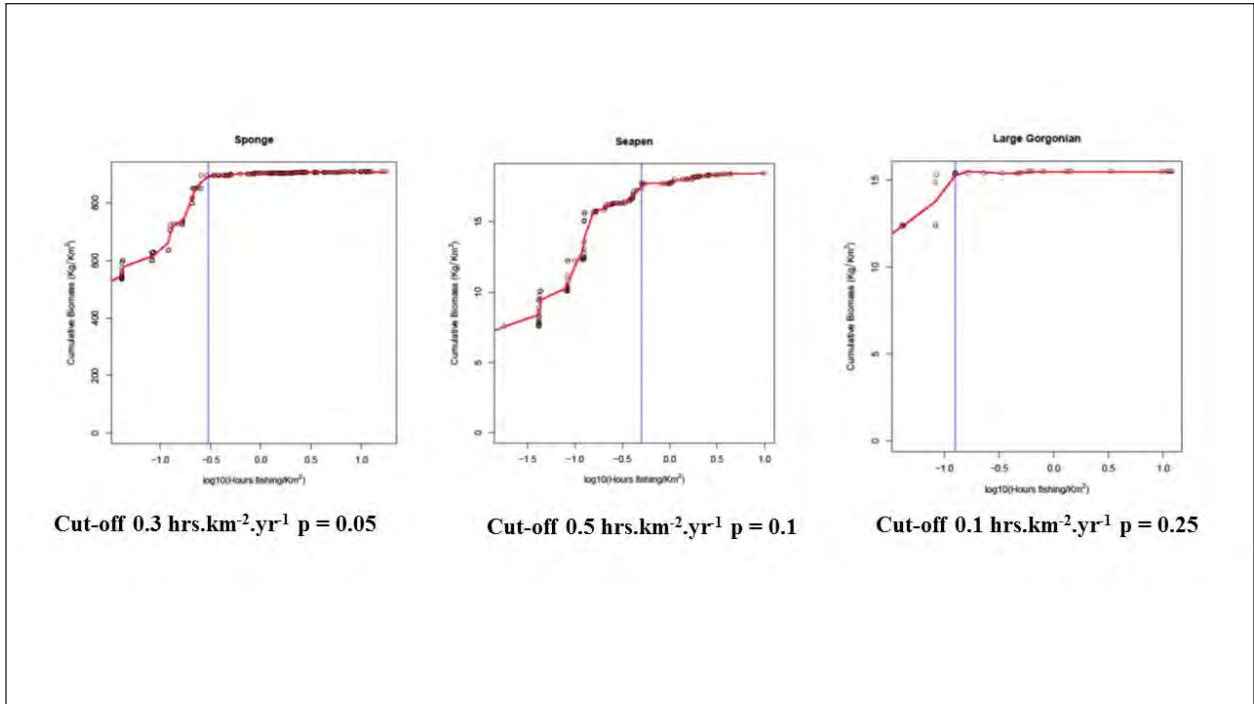 Sponge
Cumulative Biomass (Kg/Km²)
0
200
400
600
800
−1.0
−0.5
0.0
0.5
1.0
log10(Hours fishing/Km²)
Cut-off 0.3 hrs.km⁻².yr⁻¹ p = 0.05
Seapen
Cumulative Biomass (Kg/Km²)
0
5
10
15
−1.5
−1.0
−0.5
0.0
0.5
1.0
log10(Hours fishing/Km²)
Cut-off 0.5 hrs.km⁻².yr⁻¹ p = 0.1
Large Gorgonian
Cumulative Biomass (Kg/Km²)
0
5
10
15
−1.0
−0.5
0.0
0.5
1.0
log10(Hours fishing/Km²)
Cut-off 0.1 hrs.km⁻².yr⁻¹ p = 0.25